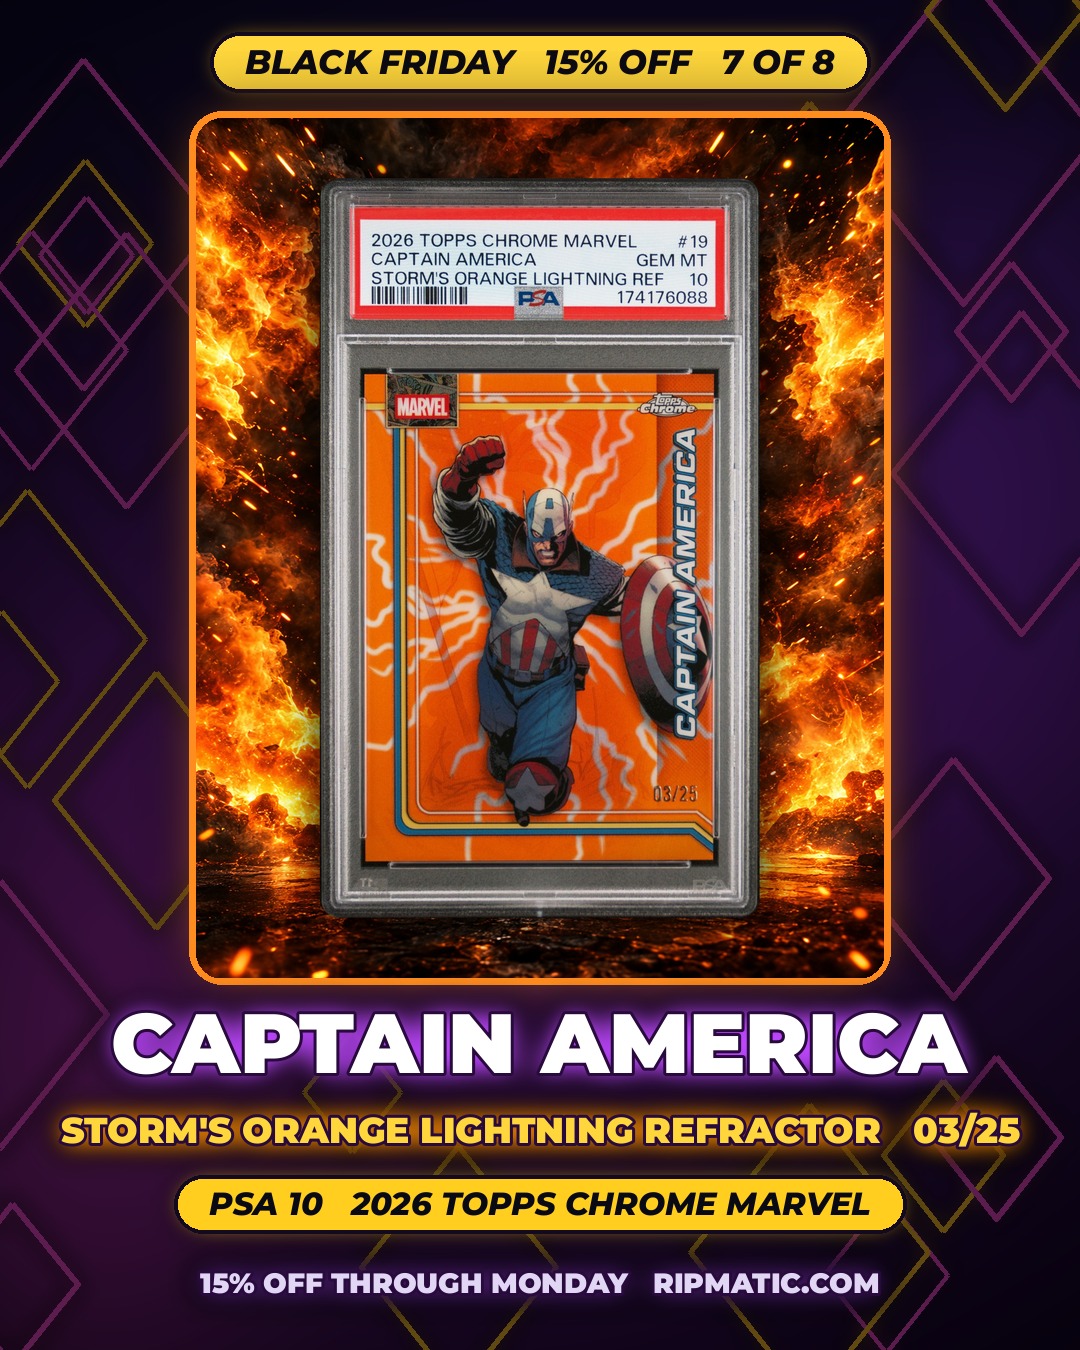 BLACK FRIDAY 15% OFF 7 OF 8
2026 TOPPS CHROME MARVEL #19
CAPTAIN AMERICA GEM MT
STORM'S ORANGE LIGHTNING REF 10
PSA 174176088
MARVEL
Topps Chrome
CAPTAIN AMERICA
03/25
PSA
CAPTAIN AMERICA
STORM'S ORANGE LIGHTNING REFRACTOR 03/25
PSA 10 2026 TOPPS CHROME MARVEL
15% OFF THROUGH MONDAY RIPMATIC.COM